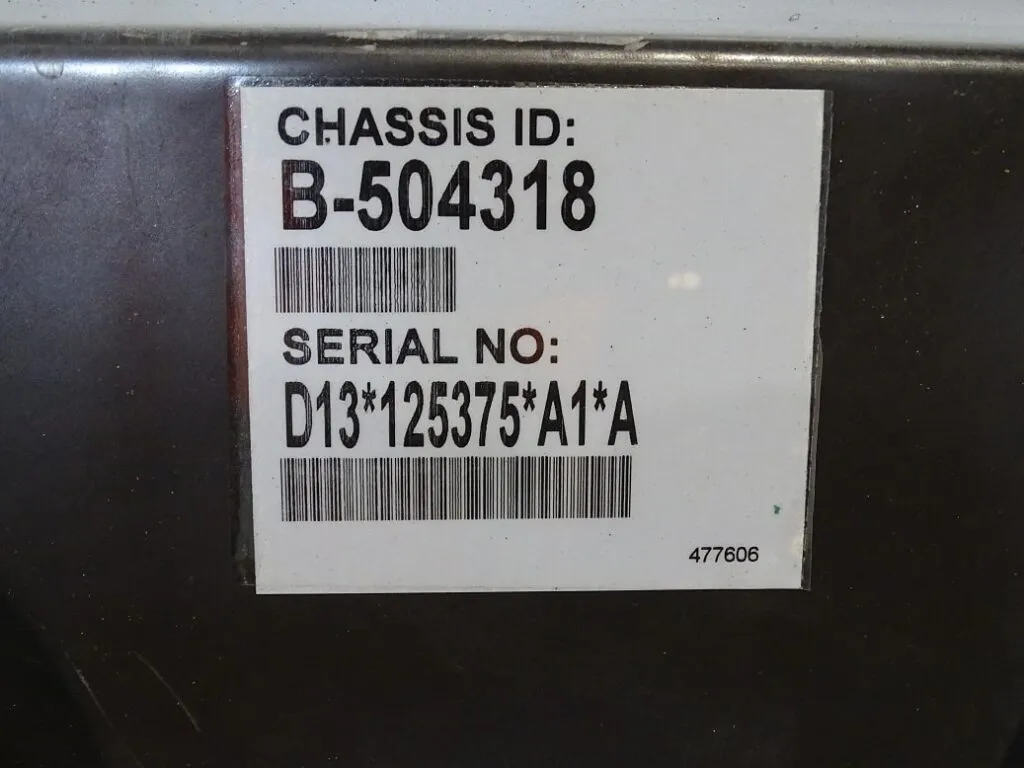 CHASSIS ID:
B-504318
SERIAL NO:
D13*125375*A1*A
477606